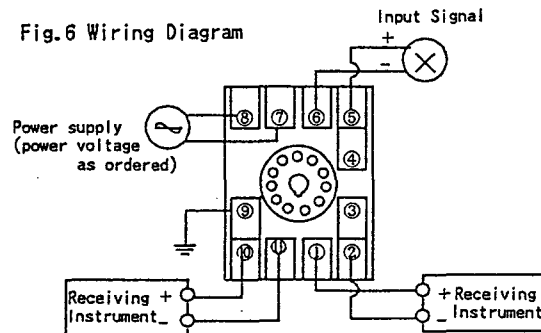 Fig.6 Wiring Diagram
Input Signal
+
-
Power supply
(power voltage
as ordered)
⑧ ⑦ ⑥ ⑤
④
⑨ ③
⑩ ⑪ ① ②
Receiving +
Instrument -
+ Receiving
- Instrument